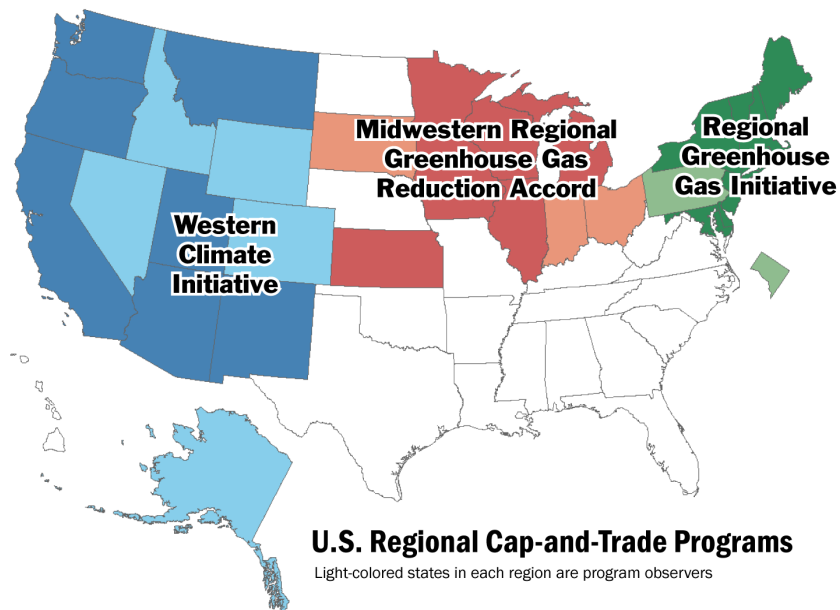 Midwestern Regional
Greenhouse Gas
Reduction Accord
Regional
Greenhouse
Gas Initiative
Western
Climate
Initiative
U.S. Regional Cap-and-Trade Programs
Light-colored states in each region are program observers